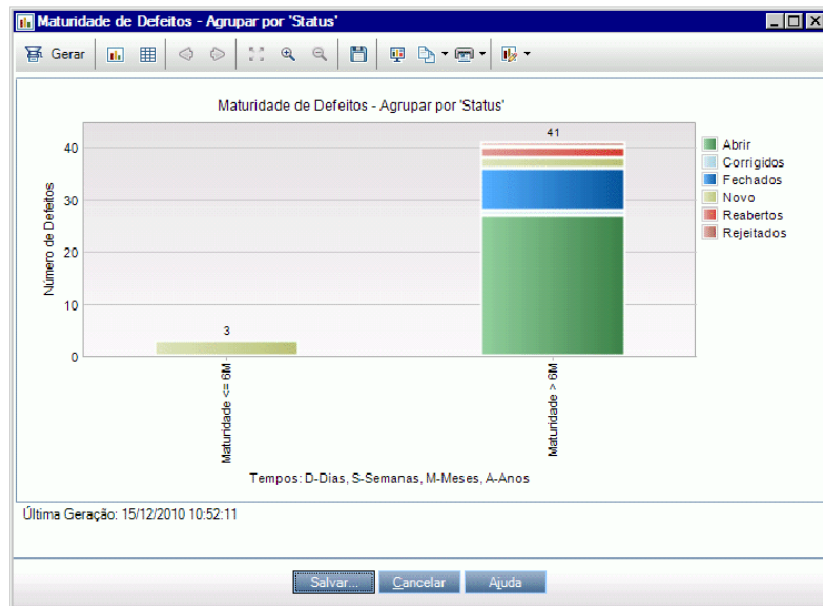 Maturidade de Defeitos - Agrupar por 'Status'
Gerar
Maturidade de Defeitos - Agrupar por 'Status'
41
40
30
20
10
0
Número de Defeitos
3
Maturidade <= 6M
Maturidade > 6M
Tempos: D-Dias, S-Semanas, M-Meses, A-Anos
Abrir
Corrigidos
Fechados
Novo
Reabertos
Rejeitados
Última Geração: 15/12/2010 10:52:11
Salvar...
Cancelar
Ajuda